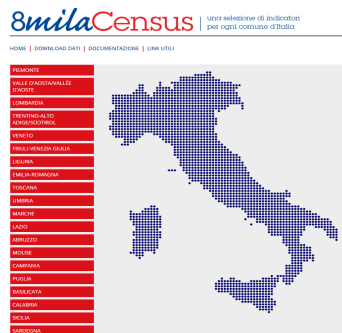 8milaCensus
una selezione di indicatori
per ogni comune d'Italia
HOME | DOWNLOAD DATI | DOCUMENTAZIONE | LINK UTILI
PIEMONTE
VALLE D'AOSTA/VALLÉE
D'AOSTE
LOMBARDIA
TRENTINO-ALTO
ADIGE/SÜDTIROL
VENETO
FRIULI-VENEZIA GIULIA
LIGURIA
EMILIA-ROMAGNA
TOSCANA
UMBRIA
MARCHE
LAZIO
ABRUZZO
MOLISE
CAMPANIA
PUGLIA
BASILICATA
CALABRIA
SICILIA
SARDEGNA